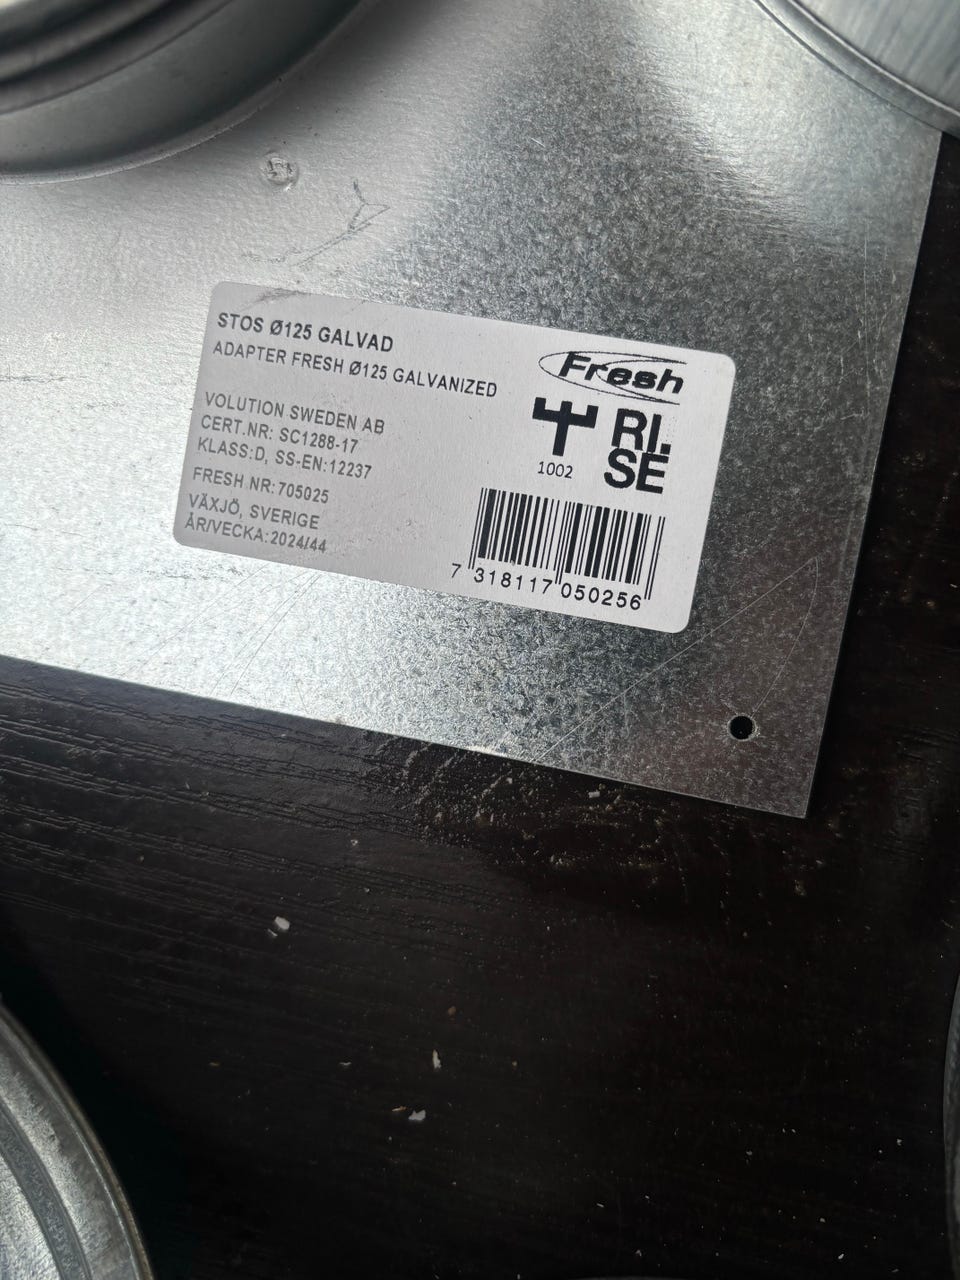 STOS Ø125 GALVAD
ADAPTER FRESH Ø125 GALVANIZED
VOLUTION SWEDEN AB
CERT.NR: SC1288-17
KLASS:D, SS-EN:12237
FRESH NR:705025
VÄXJÖ, SVERIGE
ÅR/VECKA:2024/44
Fresh
1002
RI.
SE
7 318117 050256